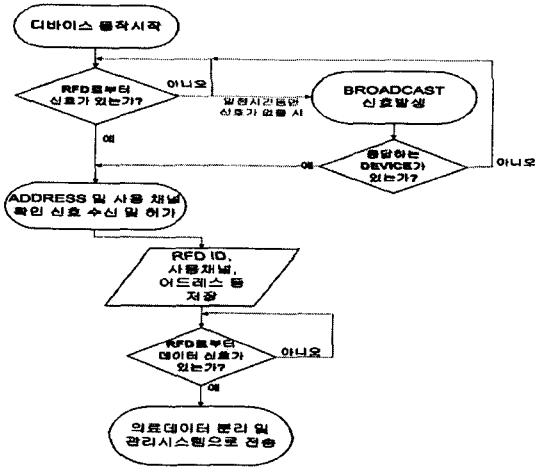 디바이스 동작시작
RFD로부터
신호가 있는가?
아니오
일정시간동안
신호가 없을 시
BROADCAST
신호발생
예
응답하는
DEVICE가
있는가?
아니오
예
ADDRESS 및 사용 채널
확인 신호 수신 및 허가
RFD ID,
사용채널,
어드레스 등
저장
RFD로부터
데이터 신호가
있는가?
아니오
예
의료데이터 분리 및
관리시스템으로 전송